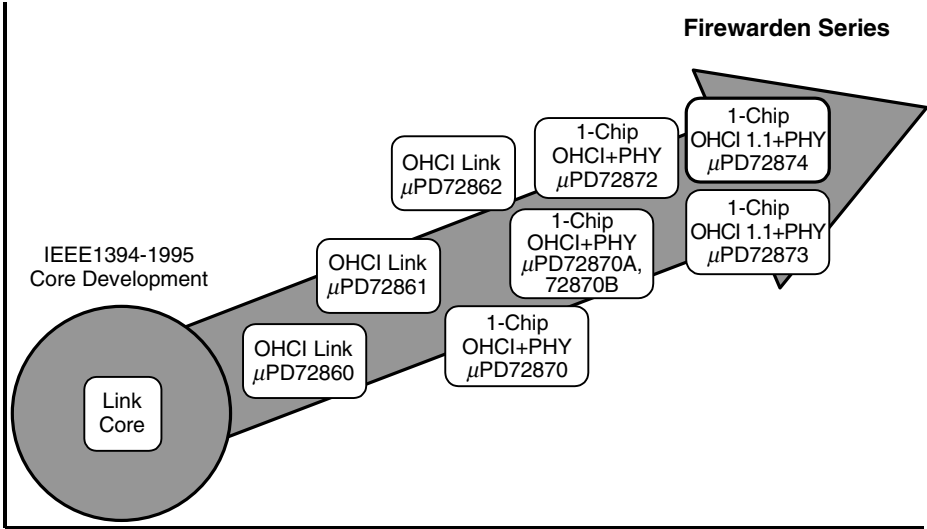 Firewarden Series
1-Chip
OHCI 1.1+PHY
μPD72874
1-Chip
OHCI+PHY
μPD72872
OHCI Link
μPD72862
1-Chip
OHCI 1.1+PHY
μPD72873
1-Chip
OHCI+PHY
μPD72870A,
72870B
IEEE1394-1995
Core Development
OHCI Link
μPD72861
1-Chip
OHCI+PHY
μPD72870
OHCI Link
μPD72860
Link
Core